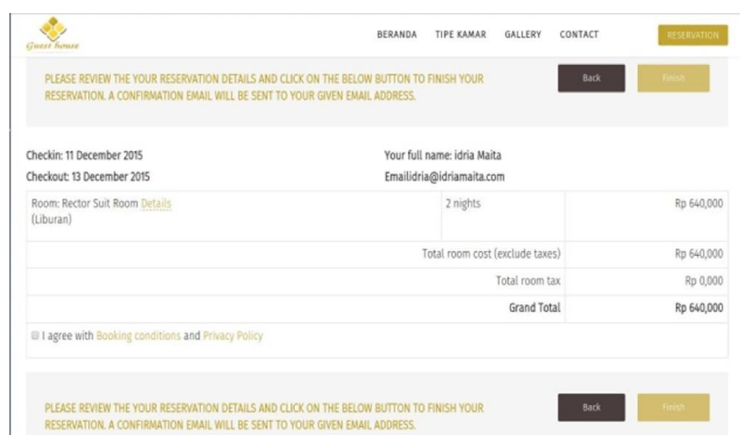 Guest house
BERANDA TIPE KAMAR GALLERY CONTACT RESERVATION
PLEASE REVIEW THE YOUR RESERVATION DETAILS AND CLICK ON THE BELOW BUTTON TO FINISH YOUR
RESERVATION. A CONFIRMATION EMAIL WILL BE SENT TO YOUR GIVEN EMAIL ADDRESS.
Back Finish
Checkin: 11 December 2015
Your full name: idria Maita
Checkout: 13 December 2015
Emailidria@idriamaita.com
Room: Rector Suit Room Details
(Liburan)
2 nights
Rp 640,000
Total room cost (exclude taxes) Rp 640,000
Total room tax Rp 0,000
Grand Total Rp 640,000
I agree with Booking conditions and Privacy Policy
PLEASE REVIEW THE YOUR RESERVATION DETAILS AND CLICK ON THE BELOW BUTTON TO FINISH YOUR
RESERVATION. A CONFIRMATION EMAIL WILL BE SENT TO YOUR GIVEN EMAIL ADDRESS.
Back Finish